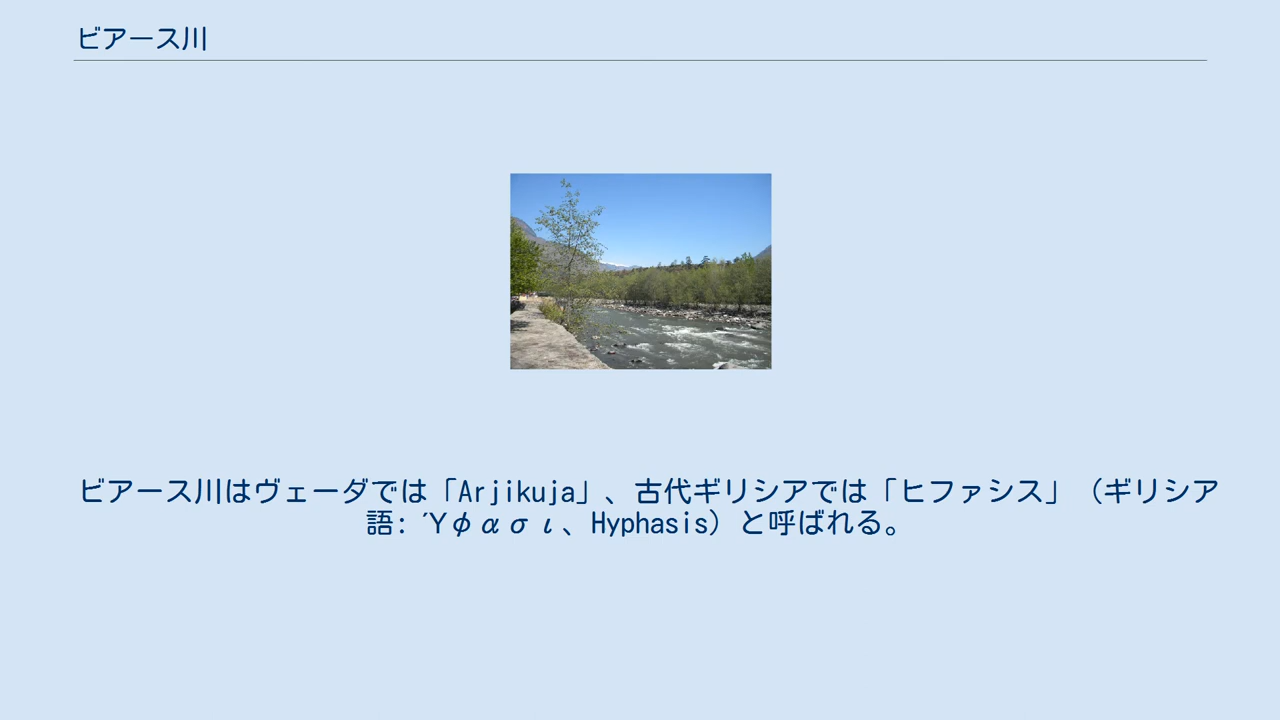 ビアース川
ビアース川はヴェーダでは「Arjikuja」、古代ギリシアでは「ヒファシス」（ギリシア
語: Ύφασι、Hyphasis）と呼ばれる。